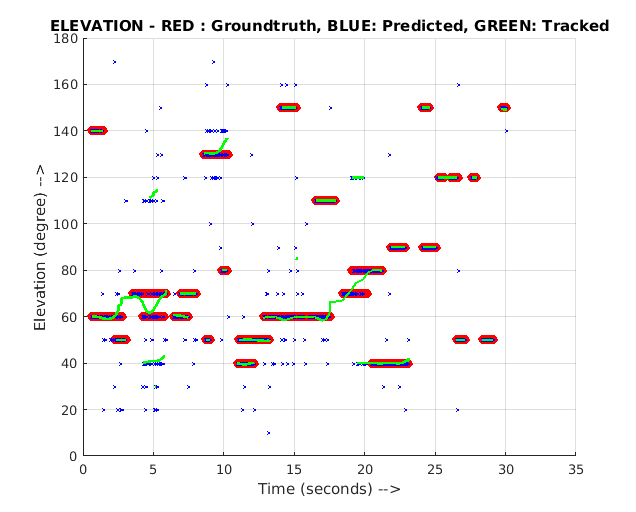 ELEVATION - RED : Groundtruth, BLUE: Predicted, GREEN: Tracked
180
160
140
120
100
80
60
40
20
0
Elevation (degree) -->
0 5 10 15 20 25 30 35
Time (seconds) -->